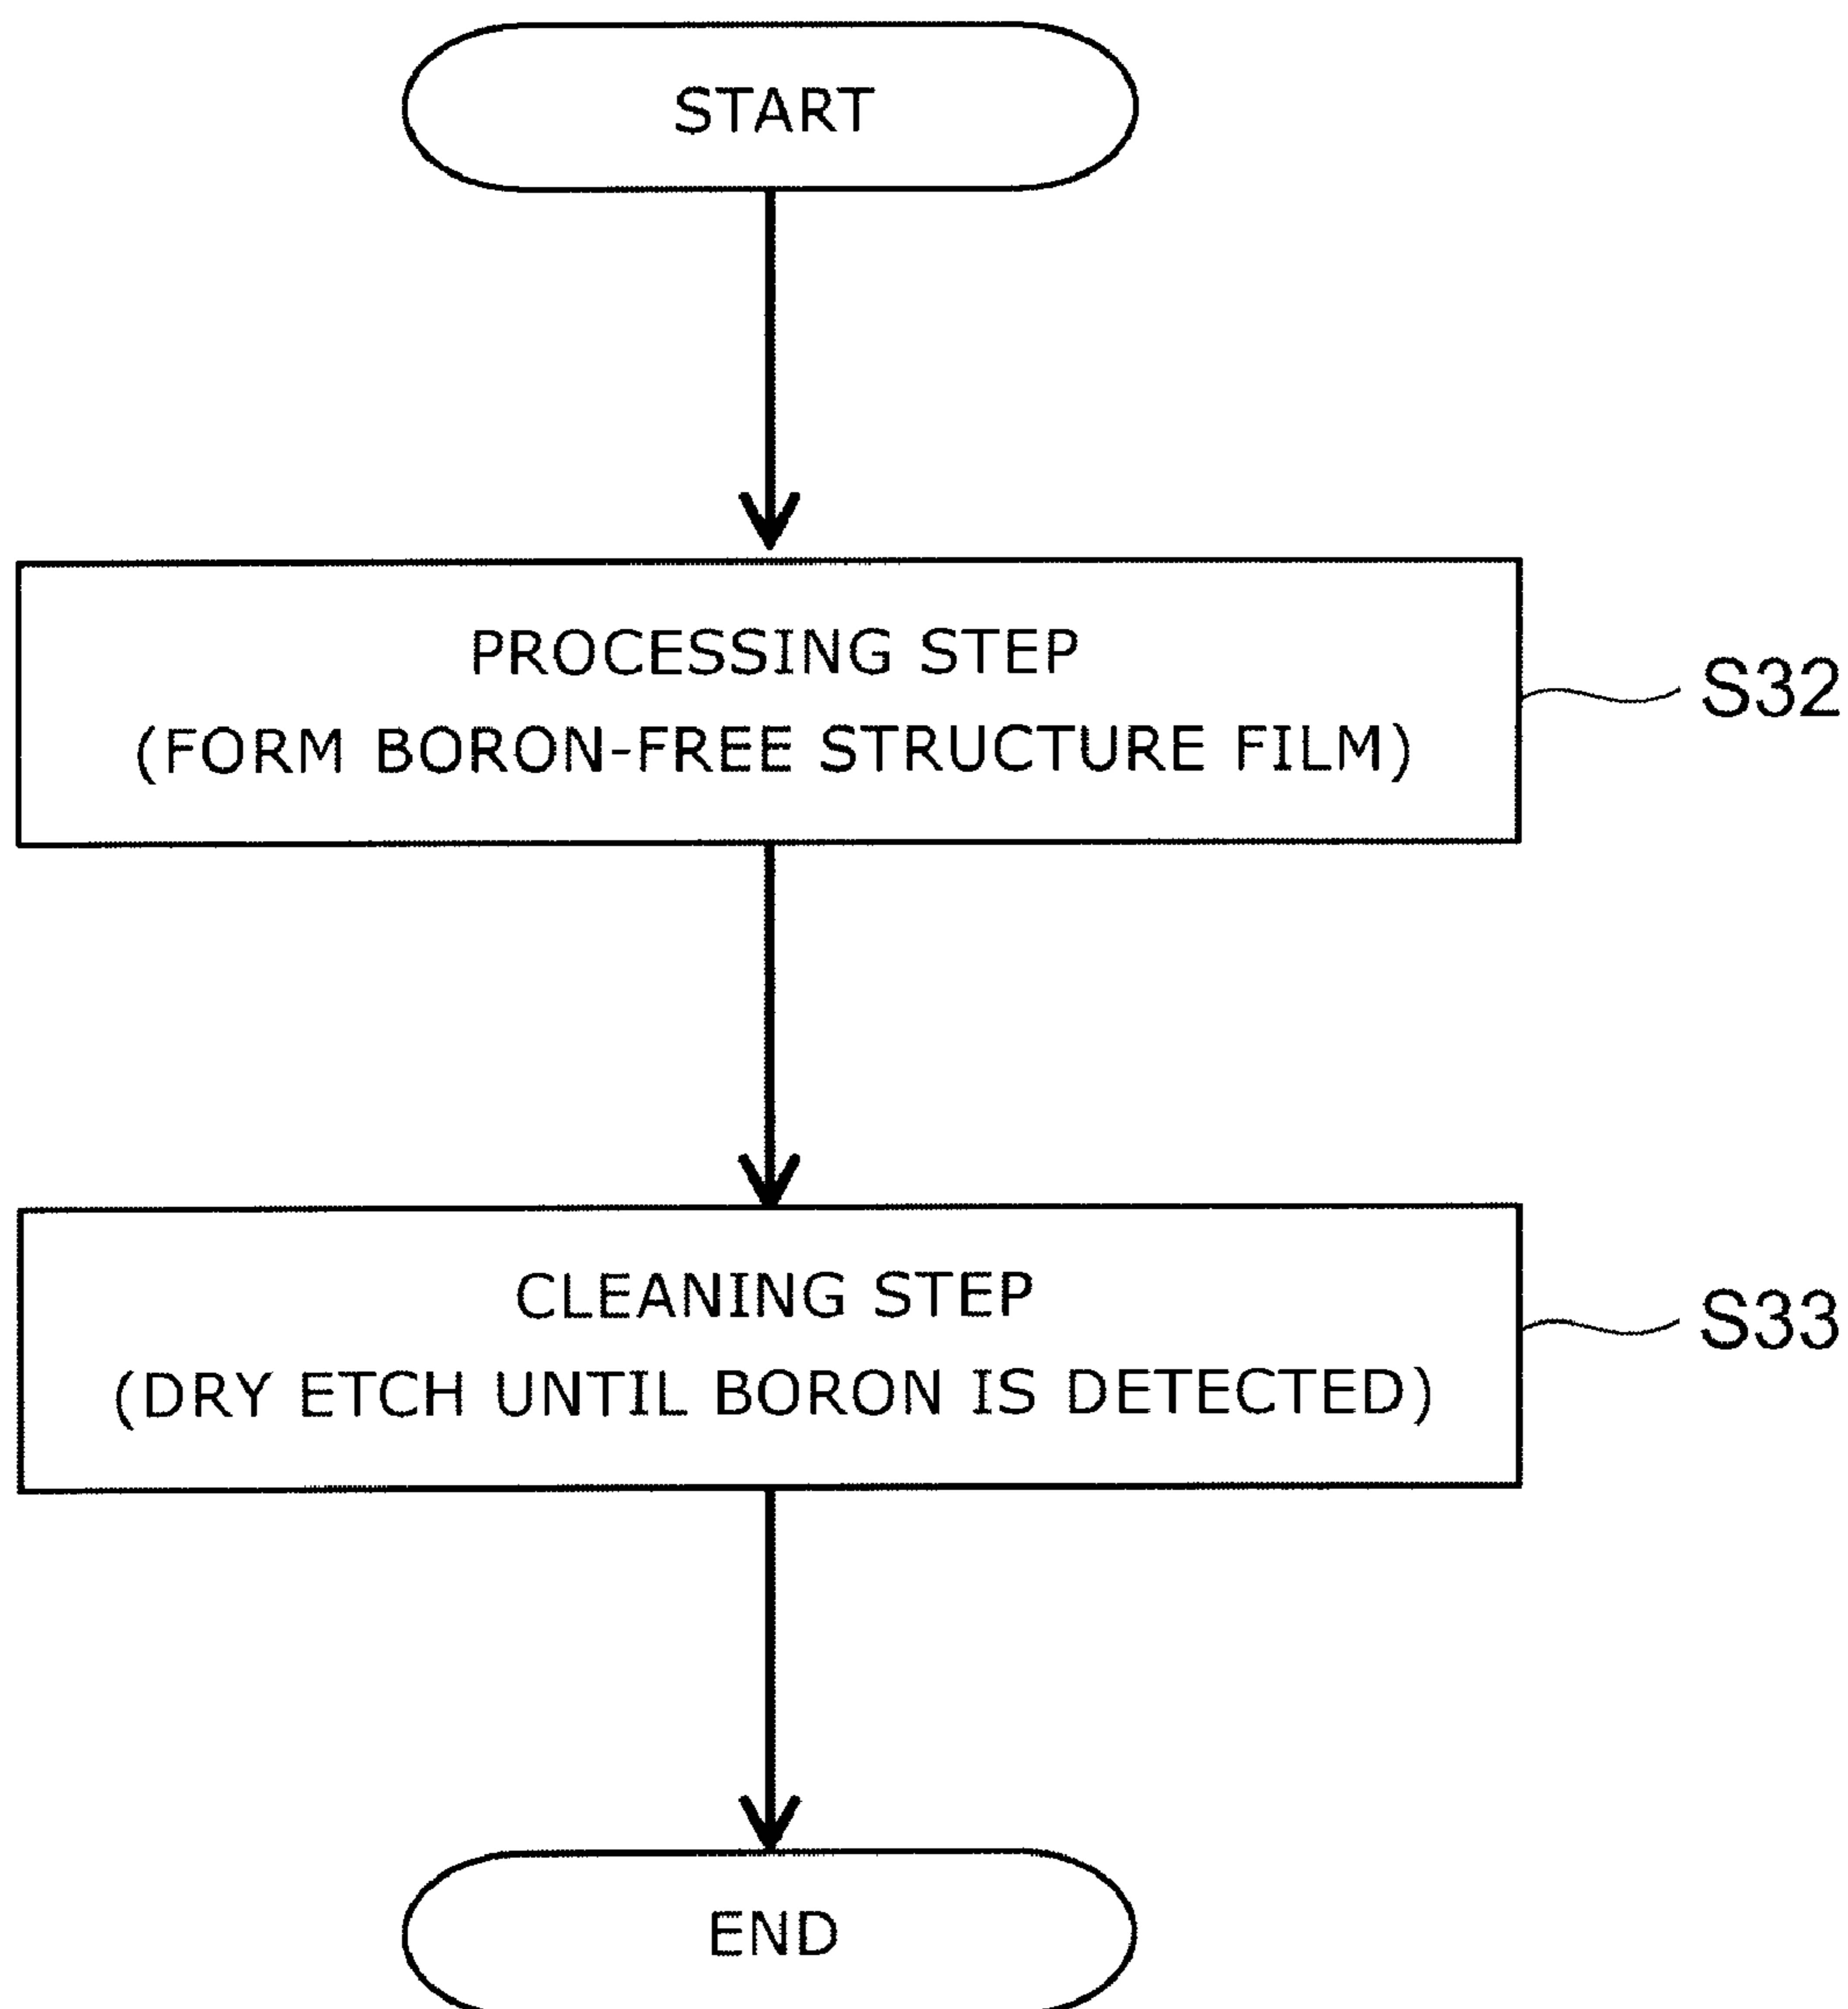 START
PROCESSING STEP
(FORM BORON-FREE STRUCTURE FILM)
S32
CLEANING STEP
(DRY ETCH UNTIL BORON IS DETECTED)
S33
END